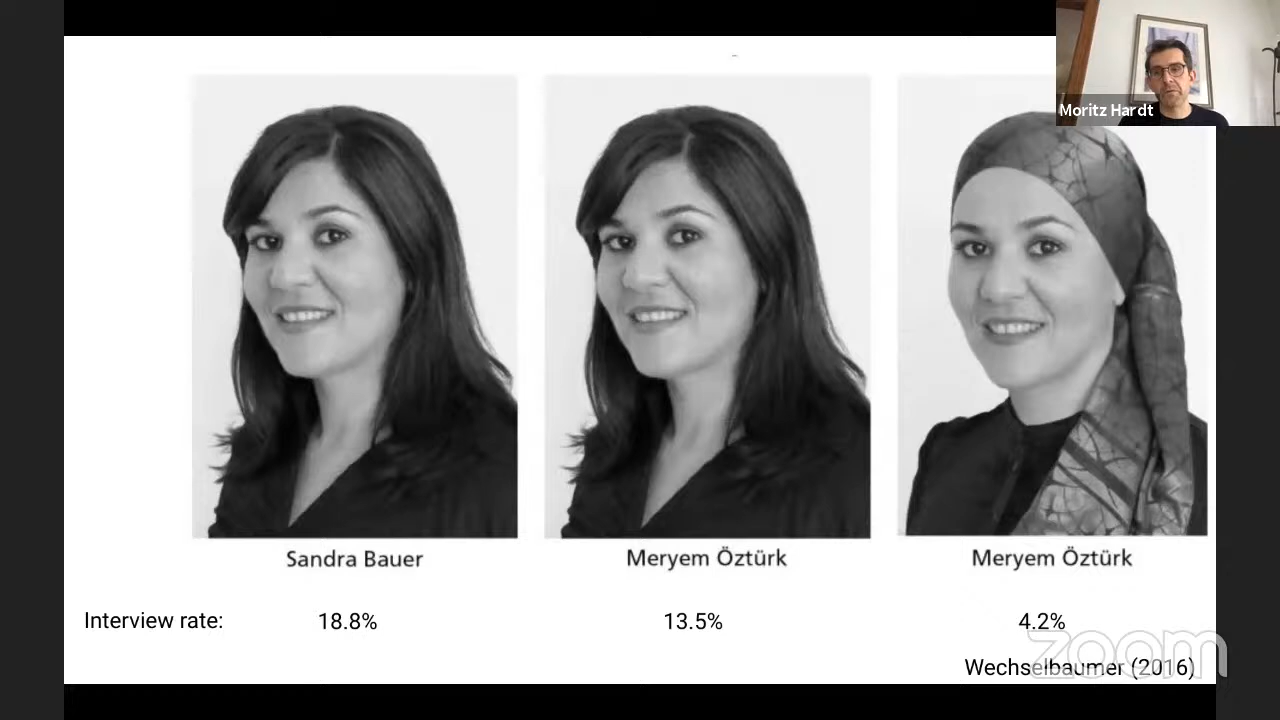 Moritz Hardt
Sandra Bauer
Meryem Öztürk
Meryem Öztürk
Interview rate:
18.8%
13.5%
4.2%
zoom
Wechselbaumer (2016)